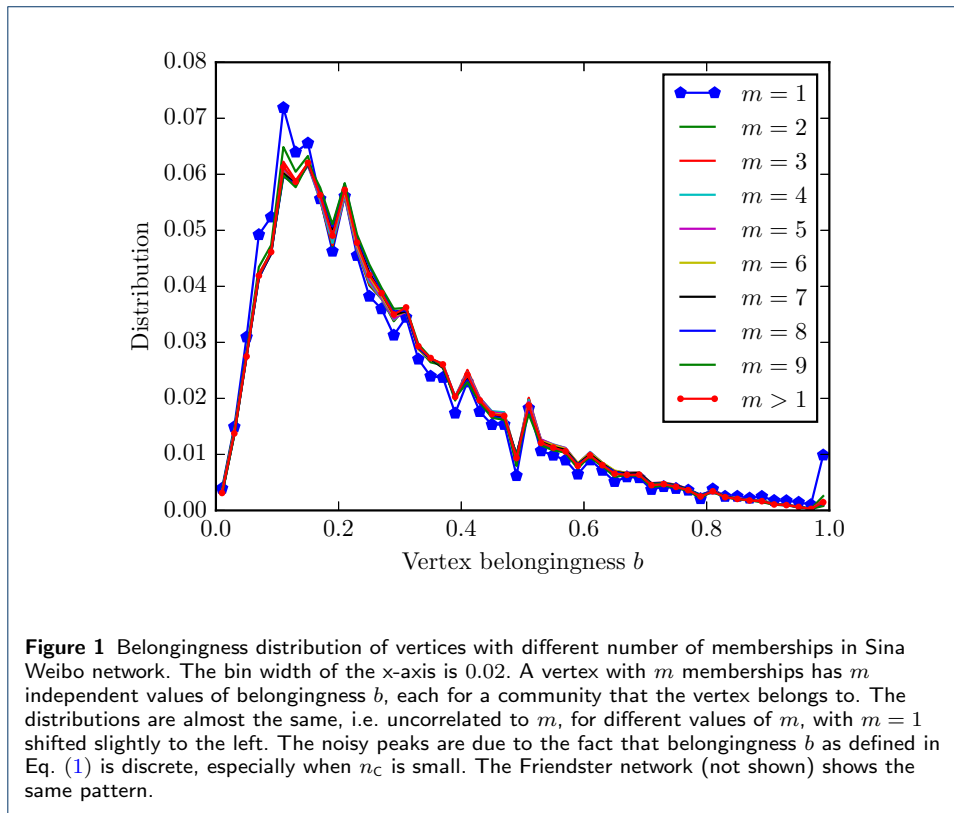 0.08
0.07
0.06
0.05
0.04
0.03
0.02
0.01
0.00
Distribution
0.0 0.2 0.4 0.6 0.8 1.0
Vertex belongingness b
m = 1
m = 2
m = 3
m = 4
m = 5
m = 6
m = 7
m = 8
m = 9
m > 1
Figure 1 Belongingness distribution of vertices with different number of memberships in Sina
Weibo network. The bin width of the x-axis is 0.02. A vertex with m memberships has m
independent values of belongingness b, each for a community that the vertex belongs to. The
distributions are almost the same, i.e. uncorrelated to m, for different values of m, with m = 1
shifted slightly to the left. The noisy peaks are due to the fact that belongingness b as defined in
Eq. (1) is discrete, especially when n_C is small. The Friendster network (not shown) shows the
same pattern.